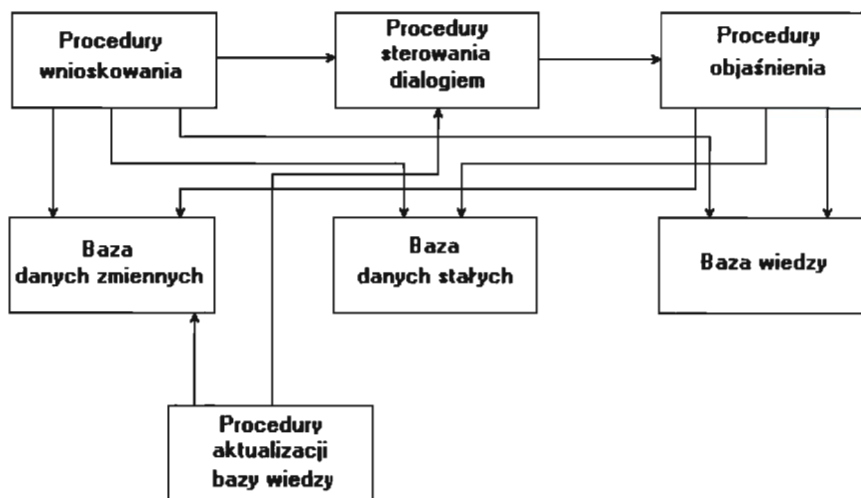 Procedury
wnioskowania
Procedury
sterowania
dialogiem
Procedury
objaśnienia
Baza
danych zmiennych
Baza
danych stałych
Baza wiedzy
Procedury
aktualizacji
bazy wiedzy